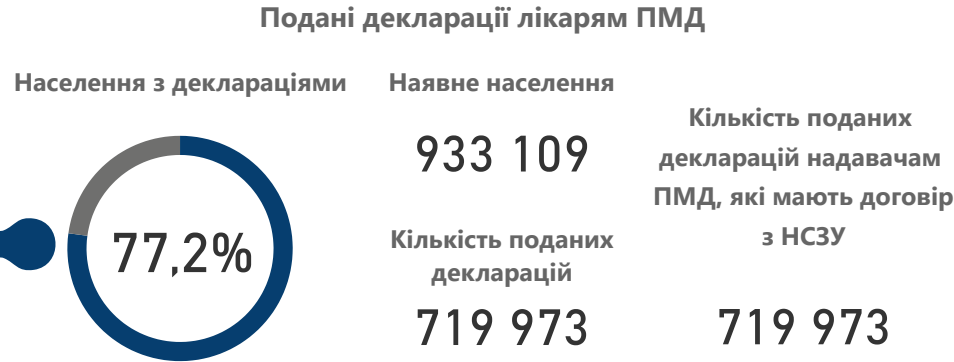 Подані декларації лікарям ПМД
Населення з деклараціями
77,2%
Наявне населення
933 109
Кількість поданих
декларацій
719 973
Кількість поданих
декларацій надавачам
ПМД, які мають договір
з НСЗУ
719 973